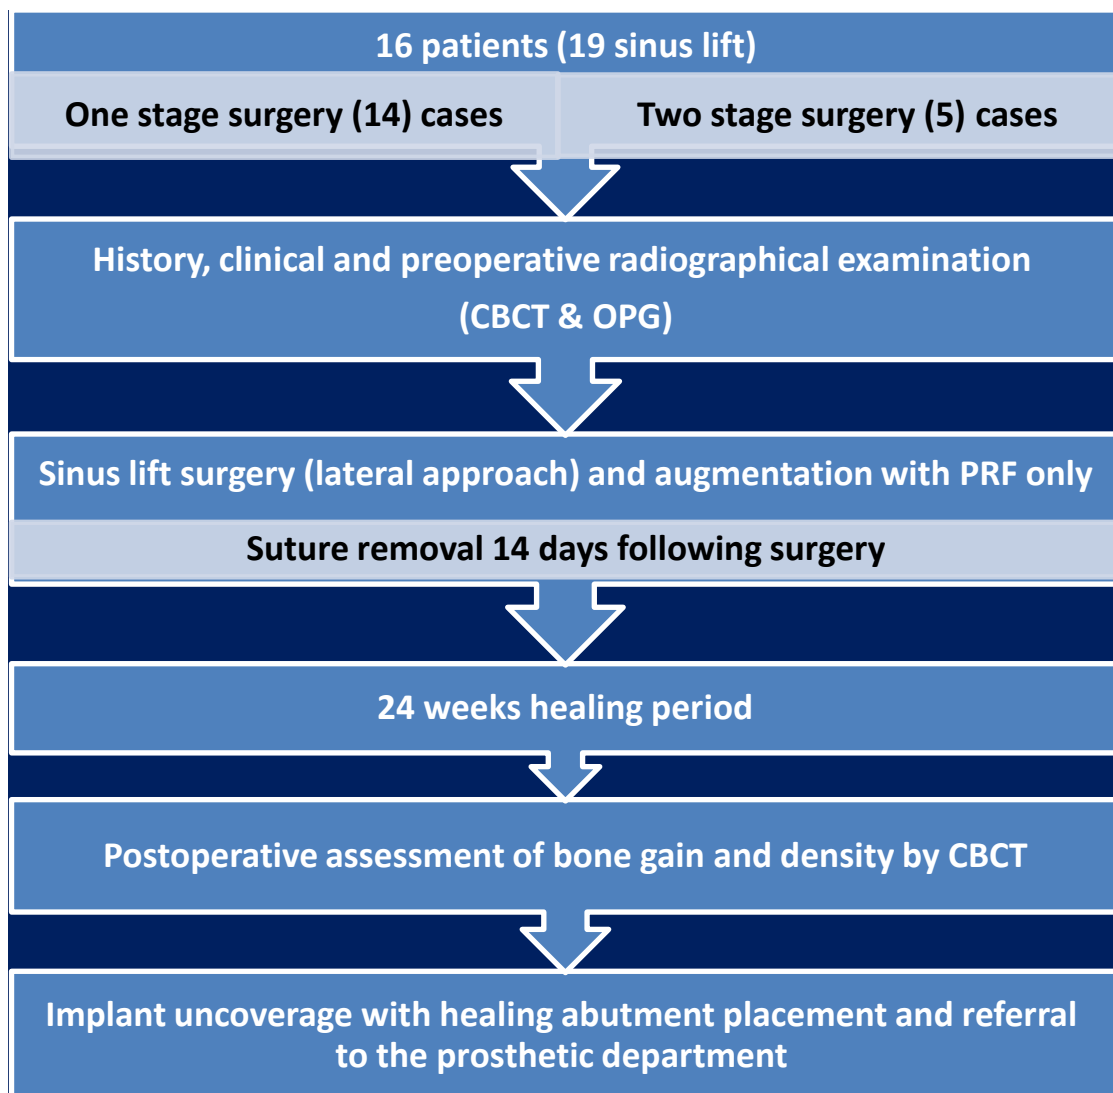 16 patients (19 sinus lift)
One stage surgery (14) cases
Two stage surgery (5) cases
History, clinical and preoperative radiographical examination
(CBCT & OPG)
Sinus lift surgery (lateral approach) and augmentation with PRF only
Suture removal 14 days following surgery
24 weeks healing period
Postoperative assessment of bone gain and density by CBCT
Implant uncoverage with healing abutment placement and referral
to the prosthetic department